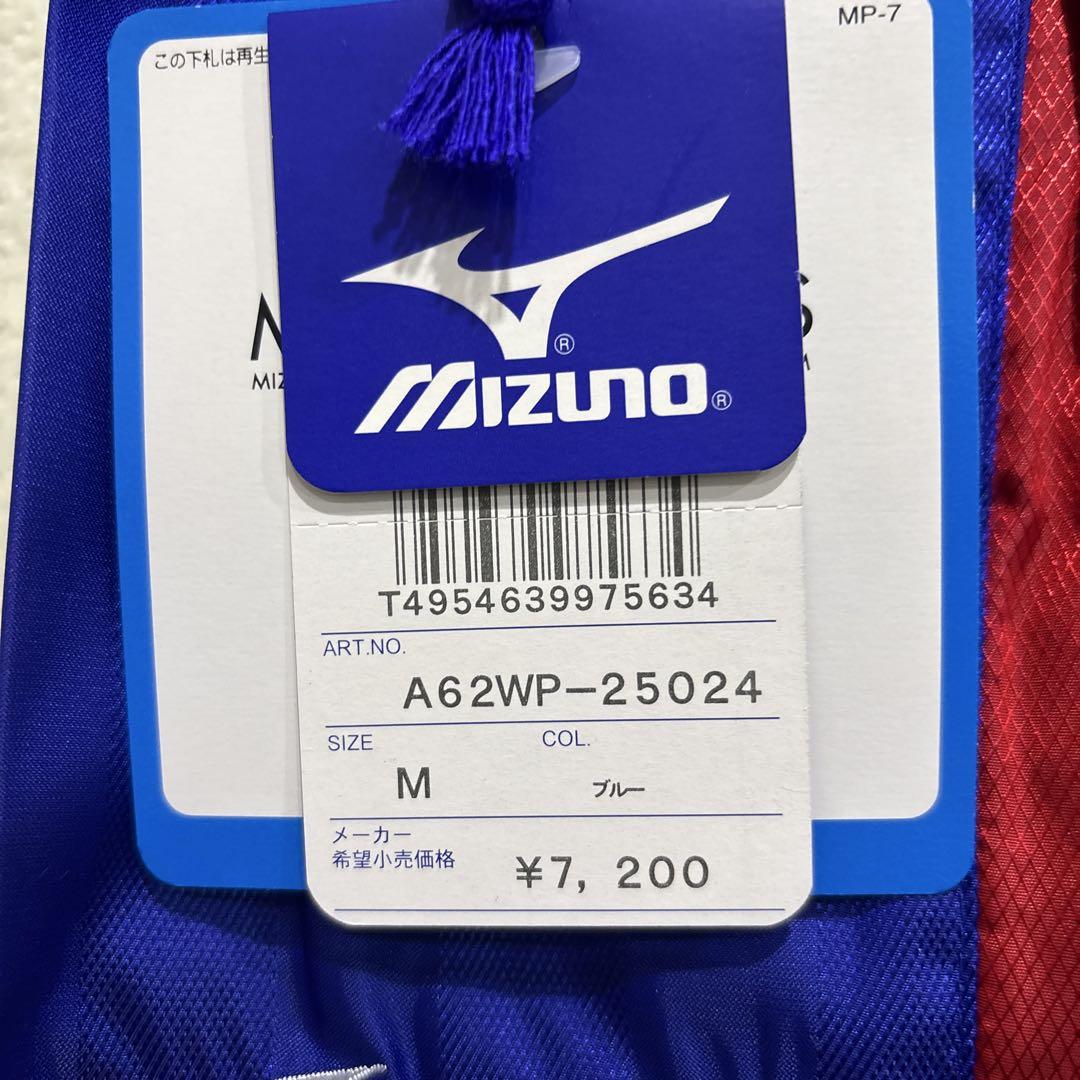 MP-7
この下札は再生
MIZUNO
T4954639975634
ART.NO.
A62WP-25024
SIZE
COL.
M
ブルー
メーカー
希望小売価格
¥7, 200